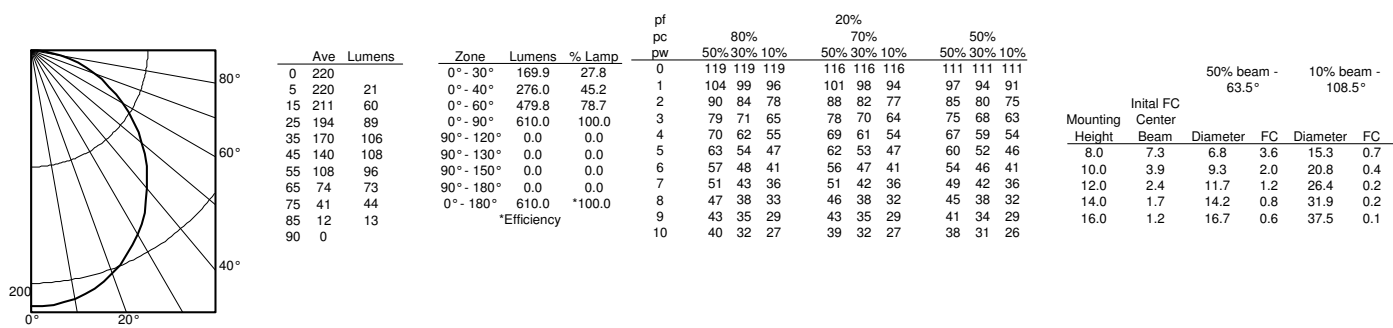 80°
60°
40°
200
0° 20°
Ave Lumens
0 220
5 220 21
15 211 60
25 194 89
35 170 106
45 140 108
55 108 96
65 74 73
75 41 44
85 12 13
90 0
Zone Lumens % Lamp
0° - 30° 169.9 27.8
0° - 40° 276.0 45.2
0° - 60° 479.8 78.7
0° - 90° 610.0 100.0
90° - 120° 0.0 0.0
90° - 130° 0.0 0.0
90° - 150° 0.0 0.0
90° - 180° 0.0 0.0
0° - 180° 610.0 *100.0
*Efficiency
pf 20%
pc 80% 70% 50%
pw 50% 30% 10% 50% 30% 10% 50% 30% 10%
0 119 119 119 116 116 116 111 111 111
1 104 99 96 101 98 94 97 94 91
2 90 84 78 88 82 77 85 80 75
3 79 71 65 78 70 64 75 68 63
4 70 62 55 69 61 54 67 59 54
5 63 54 47 62 53 47 60 52 46
6 57 48 41 56 47 41 54 46 41
7 51 43 36 51 42 36 49 42 36
8 47 38 33 46 38 32 45 38 32
9 43 35 29 43 35 29 41 34 29
10 40 32 27 39 32 27 38 31 26
50% beam - 10% beam -
63.5° 108.5°
Inital FC
Mounting Center
Height Beam Diameter FC Diameter FC
8.0 7.3 6.8 3.6 15.3 0.7
10.0 3.9 9.3 2.0 20.8 0.4
12.0 2.4 11.7 1.2 26.4 0.2
14.0 1.7 14.2 0.8 31.9 0.2
16.0 1.2 16.7 0.6 37.5 0.1